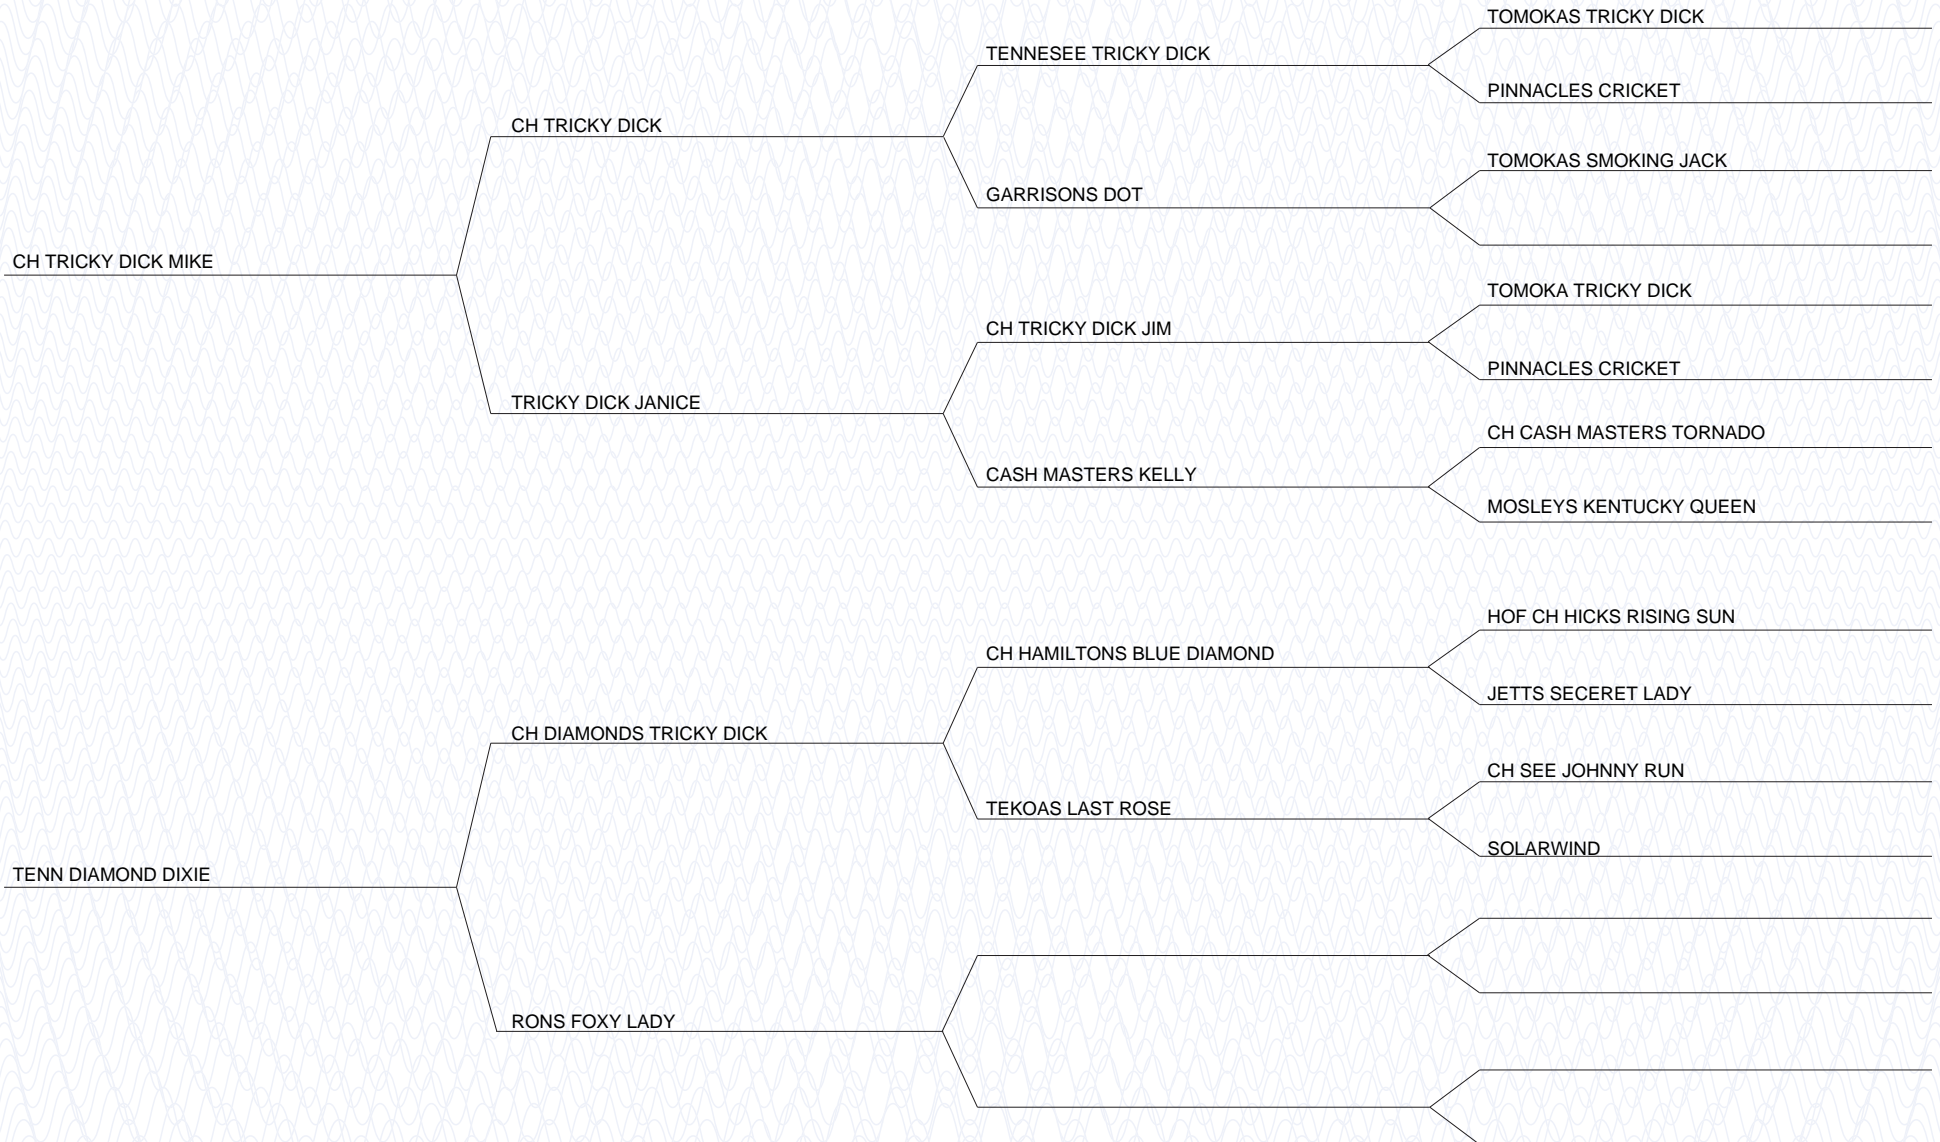 TOMOKAS TRICKY DICK
TENNESEE TRICKY DICK
PINNACLES CRICKET
CH TRICKY DICK
TOMOKAS SMOKING JACK
GARRISONS DOT
CH TRICKY DICK MIKE
TOMOKA TRICKY DICK
CH TRICKY DICK JIM
PINNACLES CRICKET
TRICKY DICK JANICE
CH CASH MASTERS TORNADO
CASH MASTERS KELLY
MOSLEYS KENTUCKY QUEEN
HOF CH HICKS RISING SUN
CH HAMILTONS BLUE DIAMOND
JETTS SECERET LADY
CH DIAMONDS TRICKY DICK
CH SEE JOHNNY RUN
TEKOAS LAST ROSE
SOLARWIND
TENN DIAMOND DIXIE
RONS FOXY LADY